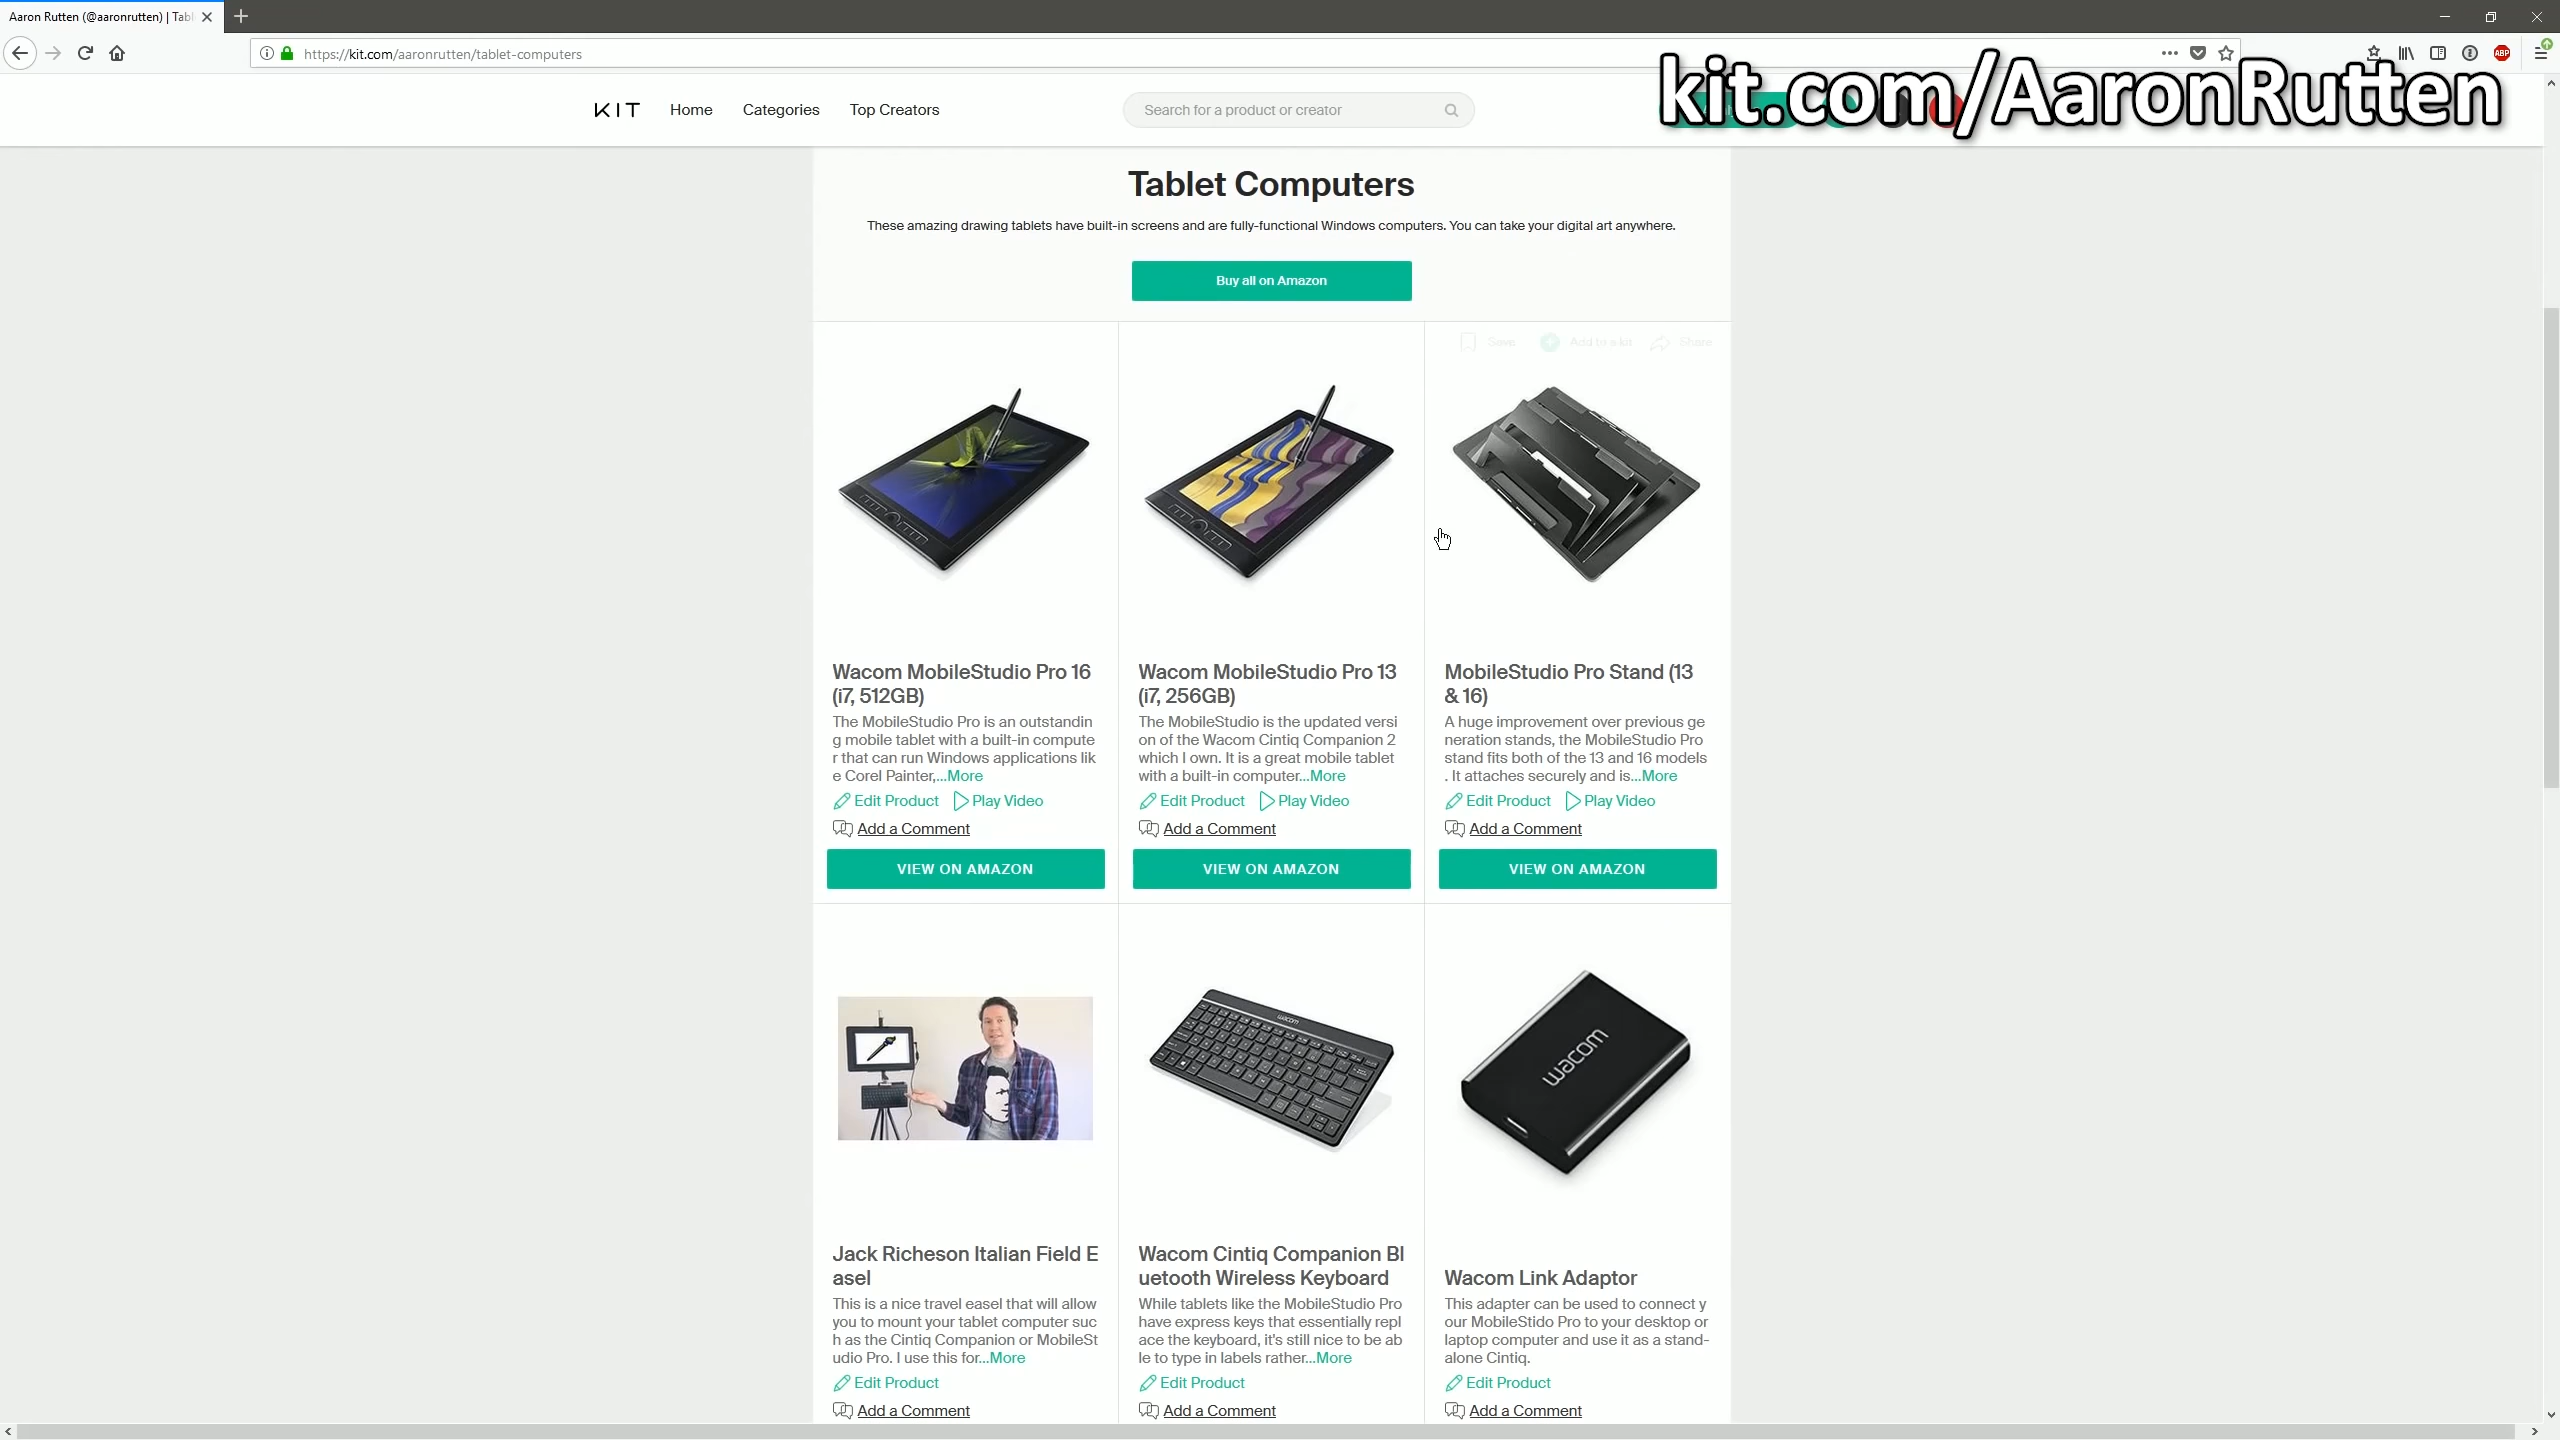 Aaron Rutten (@aaronrutten) | Tabl
https://kit.com/aaronrutten/tablet-computers
ABP
kit.com/AaronRutten
KIT
Home
Categories
Top Creators
Search for a product or creator
Tablet Computers
These amazing drawing tablets have built-in screens and are fully-functional Windows computers. You can take your digital art anywhere.
Buy all on Amazon
Save
Add to a kit
Share
Wacom MobileStudio Pro 16
(i7, 512GB)
The MobileStudio Pro is an outstandin
g mobile tablet with a built-in compute
r that can run Windows applications lik
e Corel Painter,...More
Edit Product
Play Video
Add a Comment
VIEW ON AMAZON
Wacom MobileStudio Pro 13
(i7, 256GB)
The MobileStudio is the updated versi
on of the Wacom Cintiq Companion 2
which I own. It is a great mobile tablet
with a built-in computer...More
Edit Product
Play Video
Add a Comment
VIEW ON AMAZON
MobileStudio Pro Stand (13
& 16)
A huge improvement over previous ge
neration stands, the MobileStudio Pro
stand fits both of the 13 and 16 models
. It attaches securely and is...More
Edit Product
Play Video
Add a Comment
VIEW ON AMAZON
Jack Richeson Italian Field E
asel
This is a nice travel easel that will allow
you to mount your tablet computer suc
h as the Cintiq Companion or MobileSt
udio Pro. I use this for...More
Edit Product
Add a Comment
wacom
Wacom Cintiq Companion Bl
uetooth Wireless Keyboard
While tablets like the MobileStudio Pro
have express keys that essentially repl
ace the keyboard, it's still nice to be ab
le to type in labels rather...More
Edit Product
Add a Comment
wacom
Wacom Link Adaptor
This adapter can be used to connect y
our MobileStido Pro to your desktop or
laptop computer and use it as a stand-
alone Cintiq.
Edit Product
Add a Comment